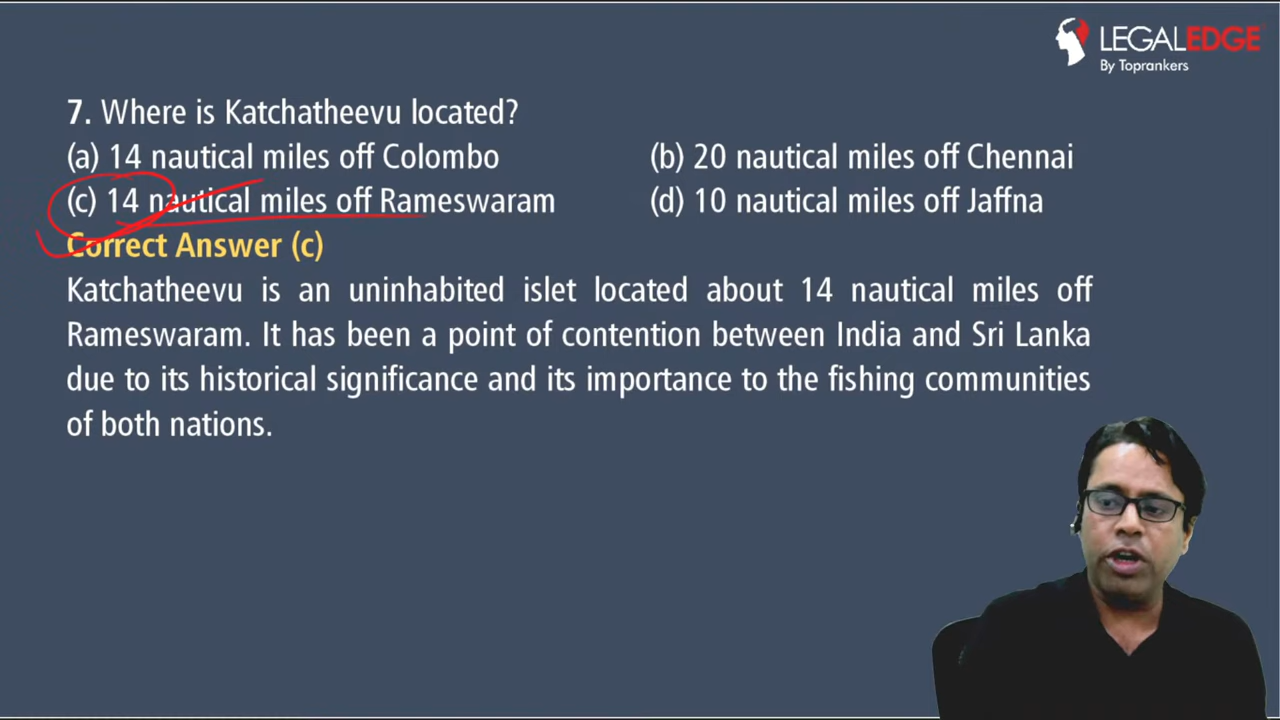 LEGALEDGE
By Toprankers
7. Where is Katchatheevu located?
(a) 14 nautical miles off Colombo (b) 20 nautical miles off Chennai
(c) 14 nautical miles off Rameswaram (d) 10 nautical miles off Jaffna
Correct Answer (c)
Katchatheevu is an uninhabited islet located about 14 nautical miles off
Rameswaram. It has been a point of contention between India and Sri Lanka
due to its historical significance and its importance to the fishing communities
of both nations.